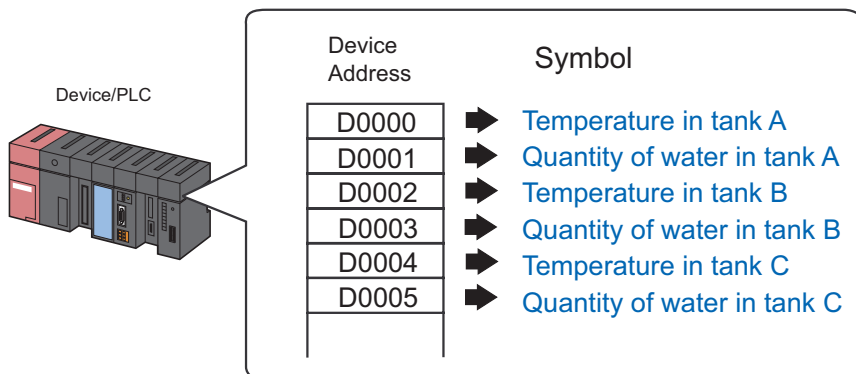 Device/PLC
Device
Address
Symbol
D0000
Temperature in tank A
D0001
Quantity of water in tank A
D0002
Temperature in tank B
D0003
Quantity of water in tank B
D0004
Temperature in tank C
D0005
Quantity of water in tank C